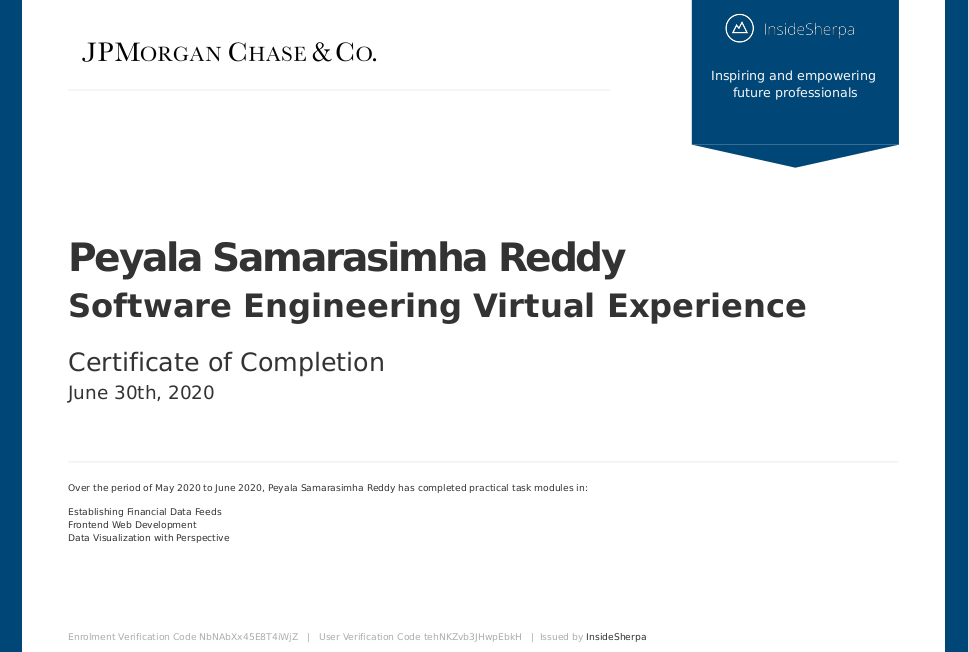 JPMORGAN CHASE & CO.
InsideSherpa
Inspiring and empowering
future professionals
Peyala Samarasimha Reddy
Software Engineering Virtual Experience
Certificate of Completion
June 30th, 2020
Over the period of May 2020 to June 2020, Peyala Samarasimha Reddy has completed practical task modules in:
Establishing Financial Data Feeds
Frontend Web Development
Data Visualization with Perspective
Enrolment Verification Code NbNAbXx45E8T4iWjZ | User Verification Code tehNKZvb3JHwpEbkH | Issued by InsideSherpa